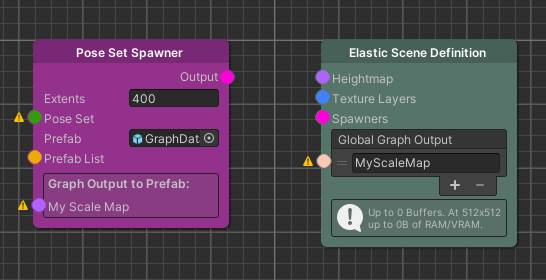 Pose Set Spawner
Output
Extents
400
Pose Set
Prefab
GraphDat
Prefab List
Graph Output to Prefab:
My Scale Map
Elastic Scene Definition
Heightmap
Texture Layers
Spawners
Global Graph Output
MyScaleMap
Up to 0 Buffers. At 512x512
up to 0B of RAM/VRAM.